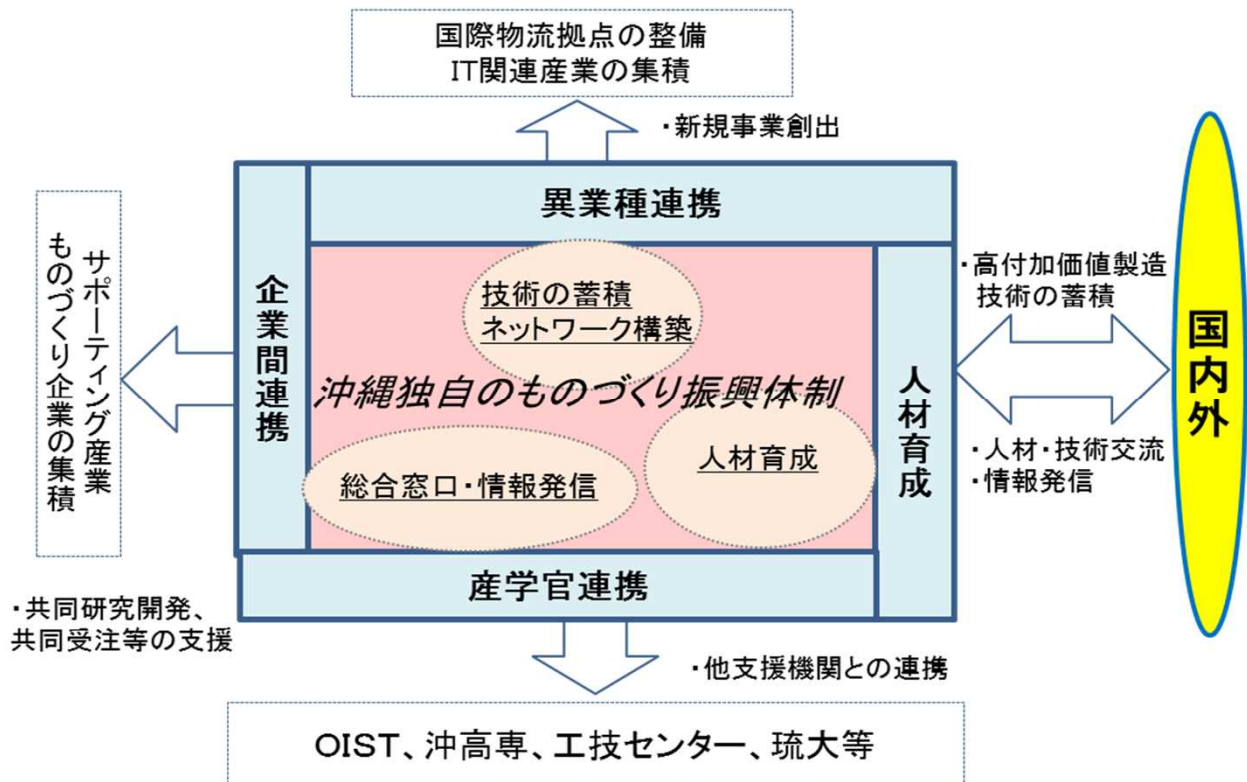 国際物流拠点の整備
IT関連産業の集積
・新規事業創出
異業種連携
サポーティング産業
ものづくり企業の集積
企業間連携
技術の蓄積
ネットワーク構築
沖縄独自のものづくり振興体制
総合窓口・情報発信
人材育成
人材育成
・高付加価値製造
技術の蓄積
・人材・技術交流
・情報発信
国内外
産学官連携
・共同研究開発、
共同受注等の支援
・他支援機関との連携
OIST、沖高専、工技センター、琉大等